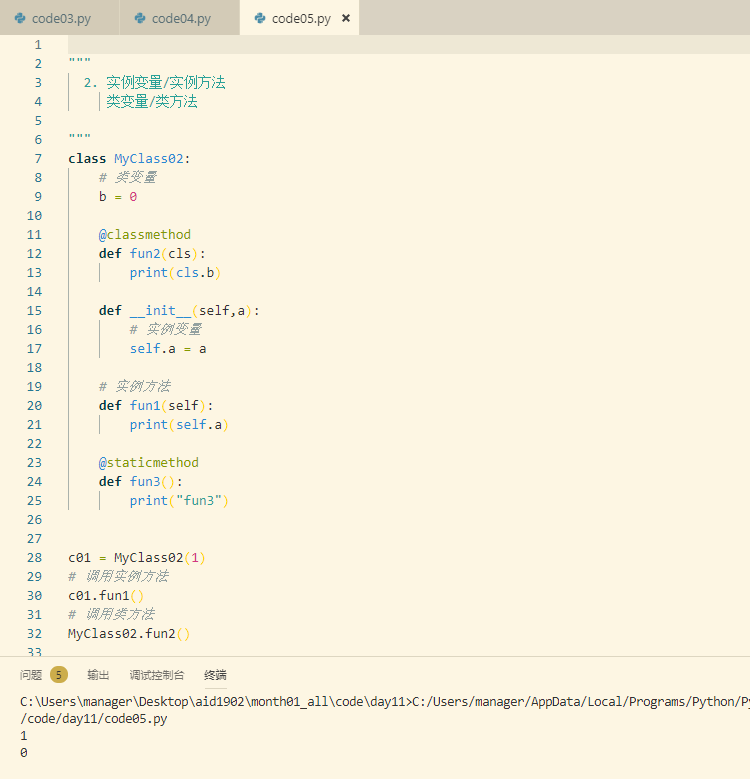 code03.py code04.py code05.py ×
1
2 """
3 2. 实例变量/实例方法
4 类变量/类方法
5
6 """
7 class MyClass02:
8 # 类变量
9 b = 0
10
11 @classmethod
12 def fun2(cls):
13 print(cls.b)
14
15 def __init__(self,a):
16 # 实例变量
17 self.a = a
18
19 # 实例方法
20 def fun1(self):
21 print(self.a)
22
23 @staticmethod
24 def fun3():
25 print("fun3")
26
27
28 c01 = MyClass02(1)
29 # 调用实例方法
30 c01.fun1()
31 # 调用类方法
32 MyClass02.fun2()
33
问题 5 输出 调试控制台 终端
C:\Users\manager\Desktop\aid1902\month01_all\code\day11>C:/Users/manager/AppData/Local/Programs/Python/Py
/code/day11/code05.py
1
0